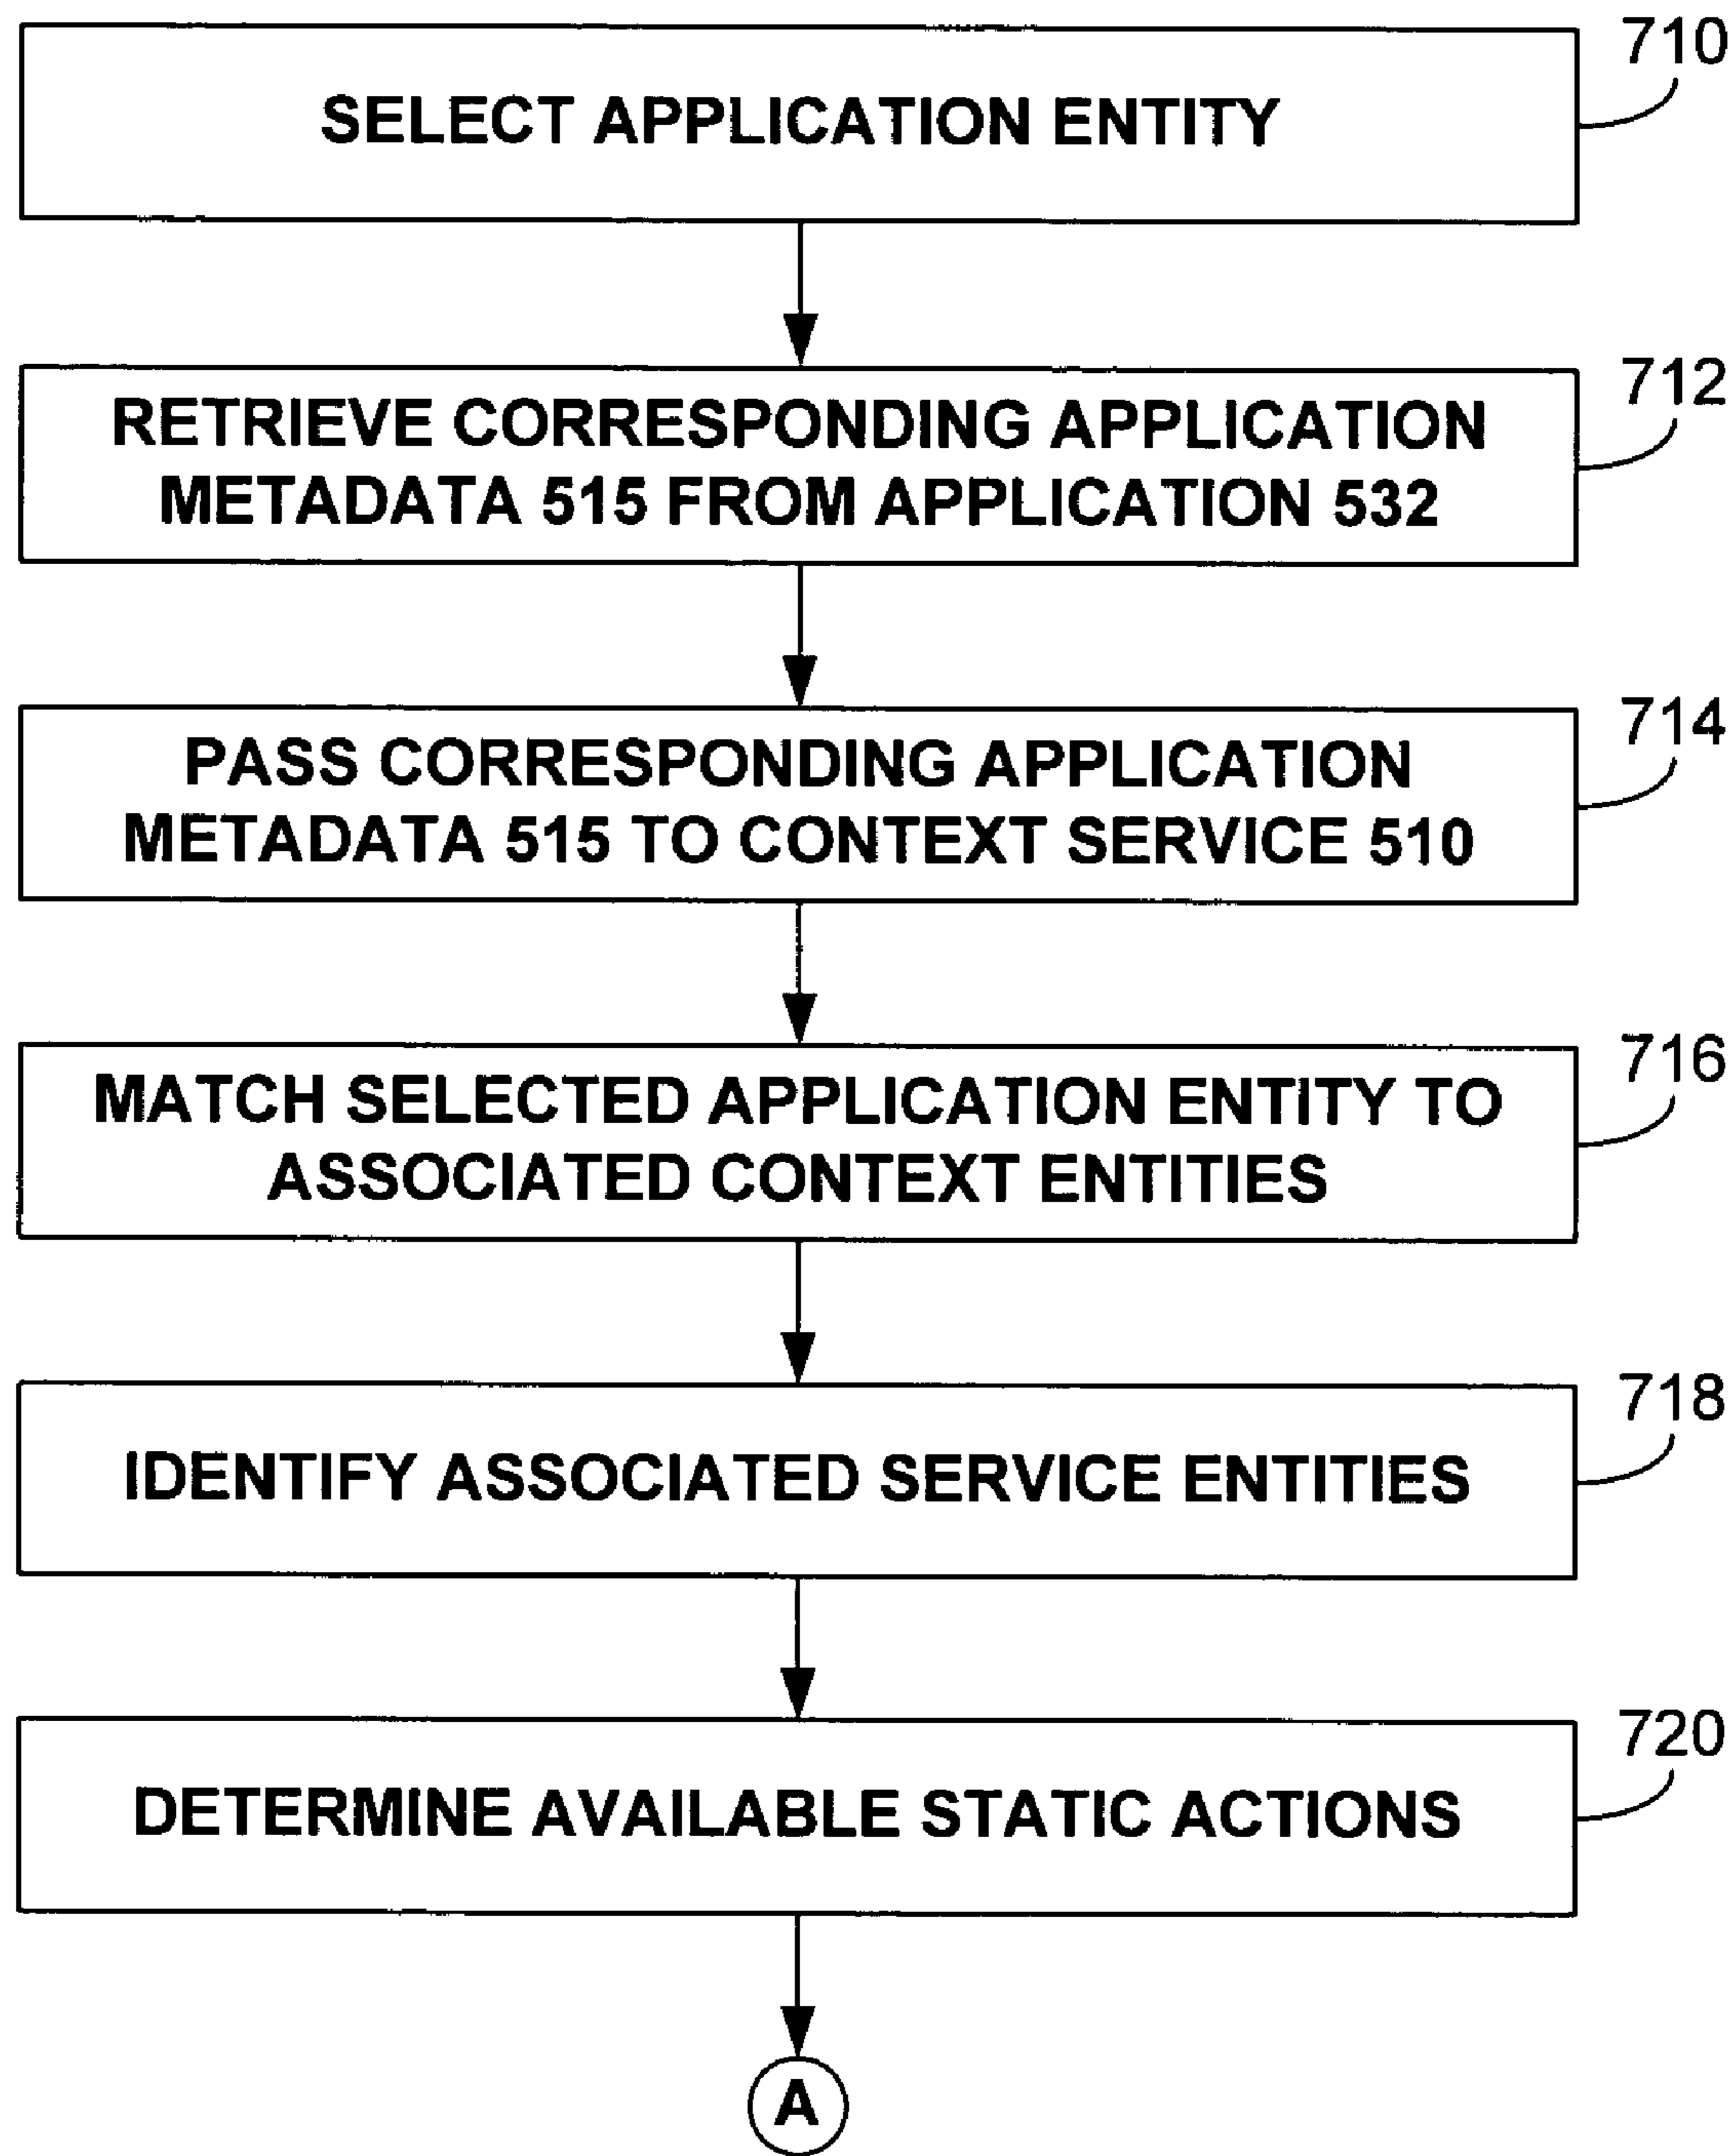 710
SELECT APPLICATION ENTITY
712
RETRIEVE CORRESPONDING APPLICATION
METADATA 515 FROM APPLICATION 532
714
PASS CORRESPONDING APPLICATION
METADATA 515 TO CONTEXT SERVICE 510
716
MATCH SELECTED APPLICATION ENTITY TO
ASSOCIATED CONTEXT ENTITIES
718
IDENTIFY ASSOCIATED SERVICE ENTITIES
720
DETERMINE AVAILABLE STATIC ACTIONS
A